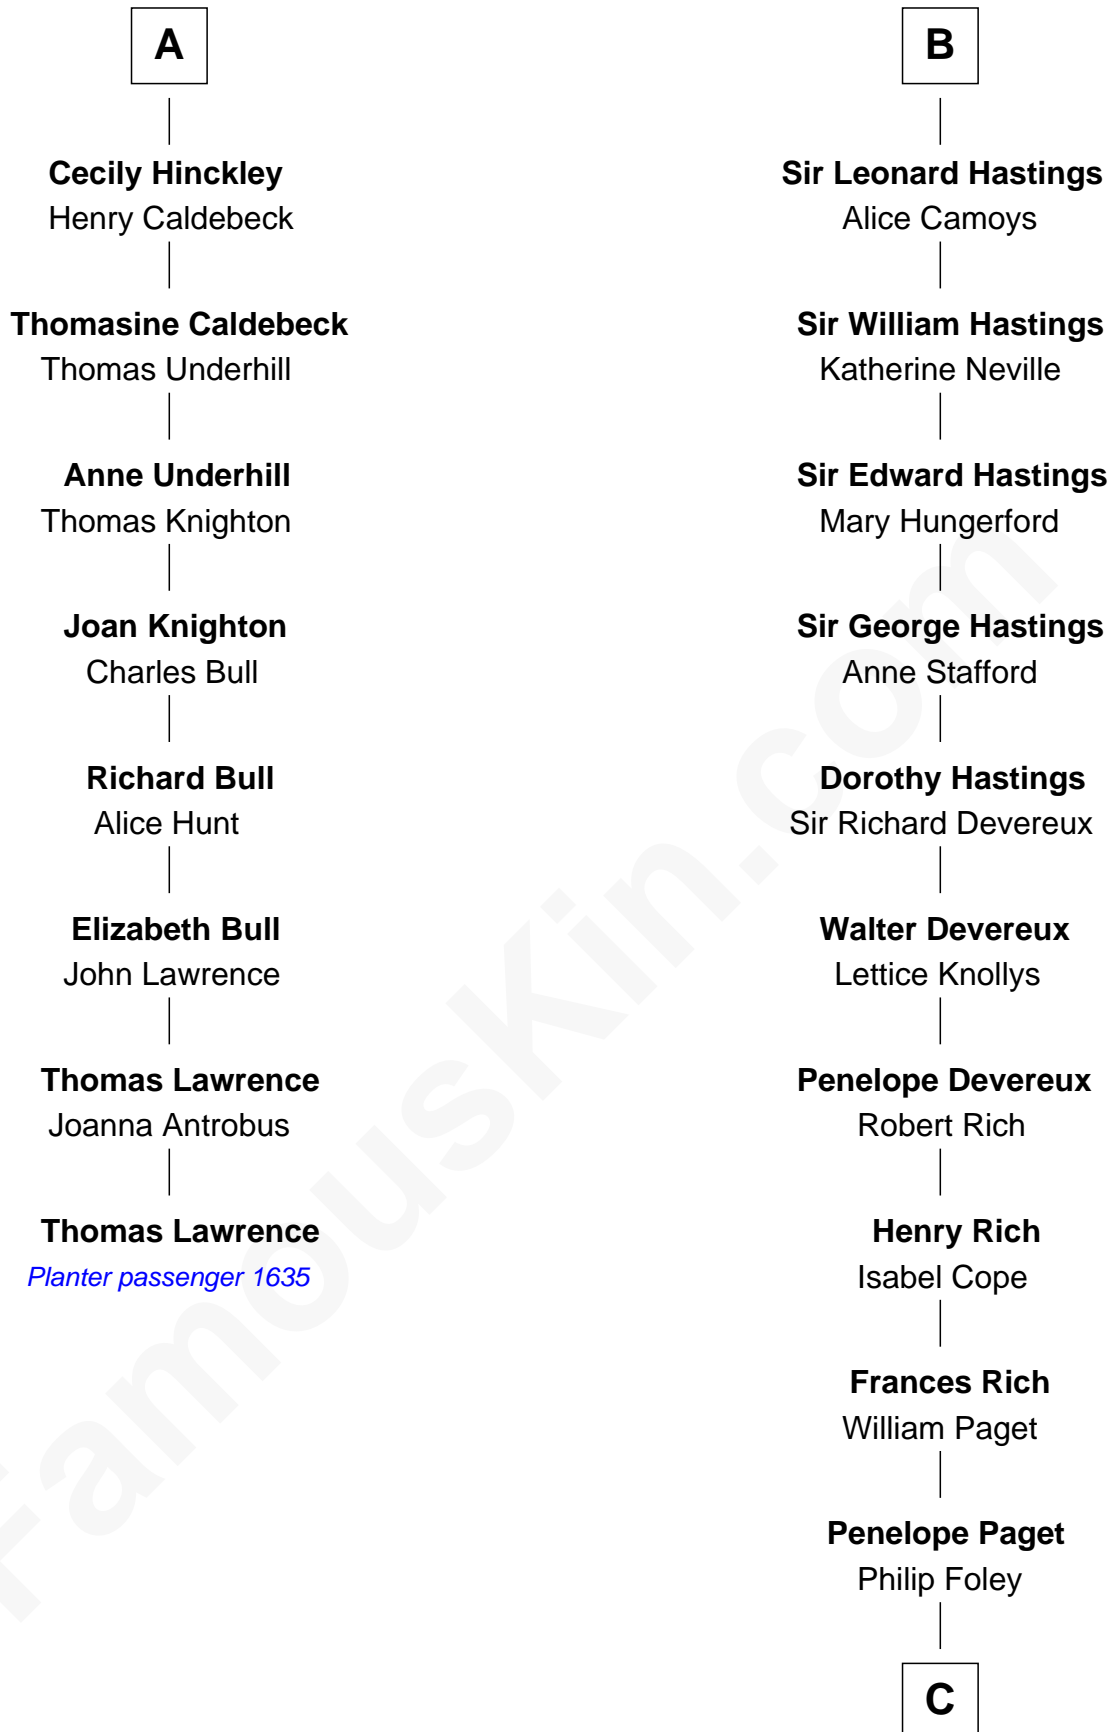 A
Cecily Hinckley
Henry Caldebeck
Thomasine Caldebeck
Thomas Underhill
Anne Underhill
Thomas Knighton
Joan Knighton
Charles Bull
Richard Bull
Alice Hunt
Elizabeth Bull
John Lawrence
Thomas Lawrence
Joanna Antrobus
Thomas Lawrence
Planter passenger 1635
B
Sir Leonard Hastings
Alice Camoys
Sir William Hastings
Katherine Neville
Sir Edward Hastings
Mary Hungerford
Sir George Hastings
Anne Stafford
Dorothy Hastings
Sir Richard Devereux
Walter Devereux
Lettice Knollys
Penelope Devereux
Robert Rich
Henry Rich
Isabel Cope
Frances Rich
William Paget
Penelope Paget
Philip Foley
C
FamousKin.com